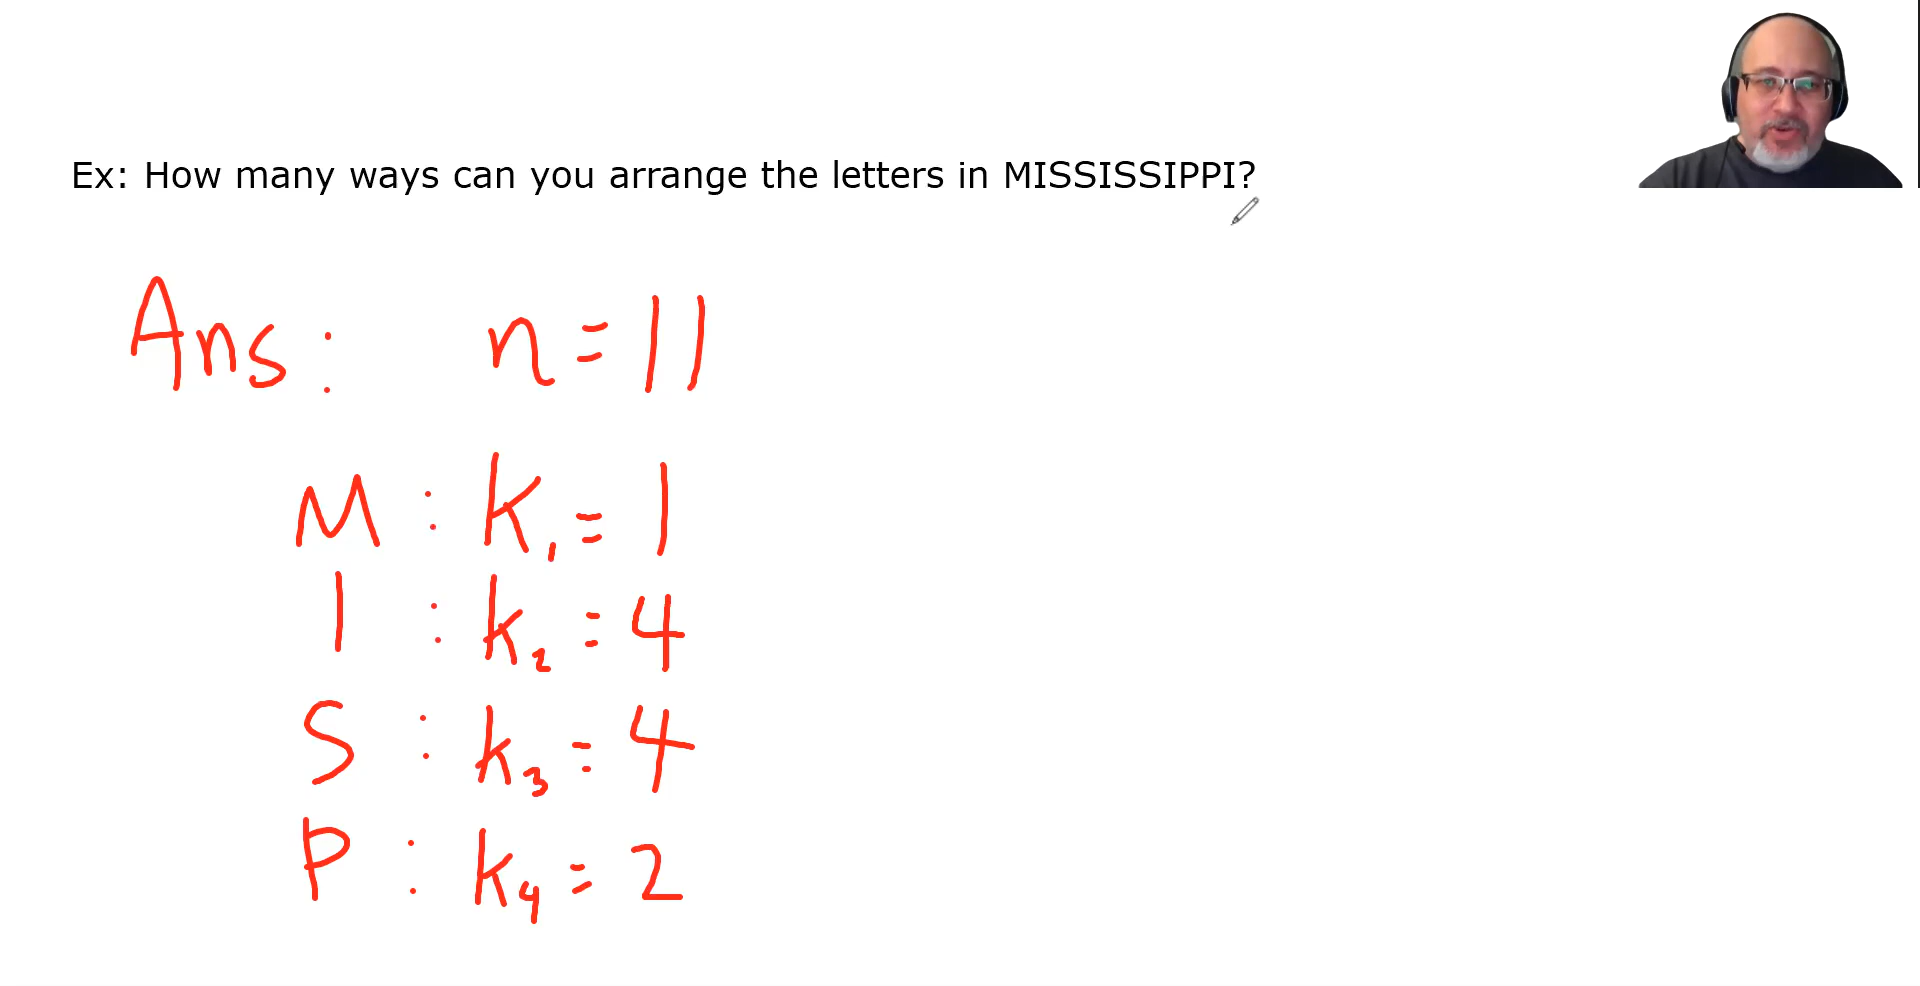 Ex: How many ways can you arrange the letters in MISSISSIPPI?
Ans: n = 11
M : k₁ = 1
I : k₂ = 4
S : k₃ = 4
P : k₄ = 2